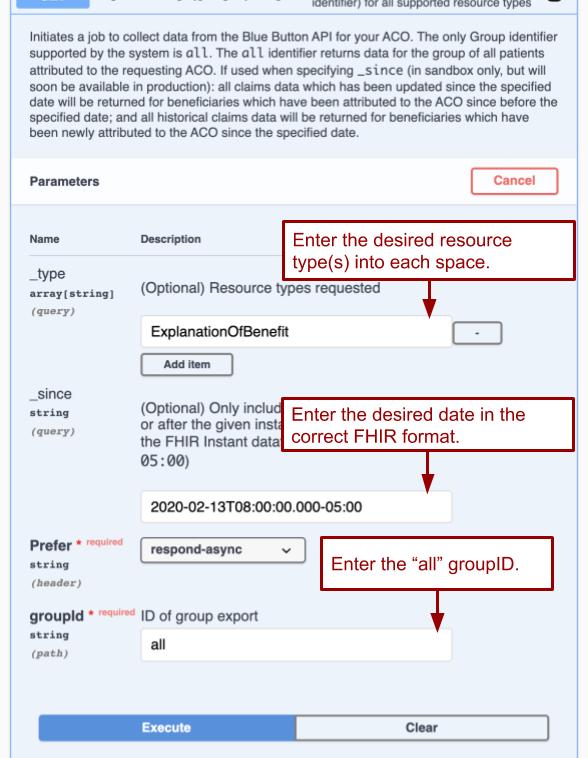 identifier) for all supported resource types
Initiates a job to collect data from the Blue Button API for your ACO. The only Group identifier
supported by the system is all. The all identifier returns data for the group of all patients
attributed to the requesting ACO. If used when specifying _since (in sandbox only, but will
soon be available in production): all claims data which has been updated since the specified
date will be returned for beneficiaries which have been attributed to the ACO since before the
specified date; and all historical claims data will be returned for beneficiaries which have
been newly attributed to the ACO since the specified date.
Parameters
Cancel
Name Description
Enter the desired resource
type(s) into each space.
_type
array[string]
(query)
(Optional) Resource types requested
ExplanationOfBenefit
-
Add item
_since
string
(query)
(Optional) Only includ
or after the given insta
the FHIR Instant data
05:00)
Enter the desired date in the
correct FHIR format.
2020-02-13T08:00:00.000-05:00
Prefer * required
string
(header)
respond-async
Enter the “all” groupID.
groupId * required
string
(path)
ID of group export
all
Execute
Clear